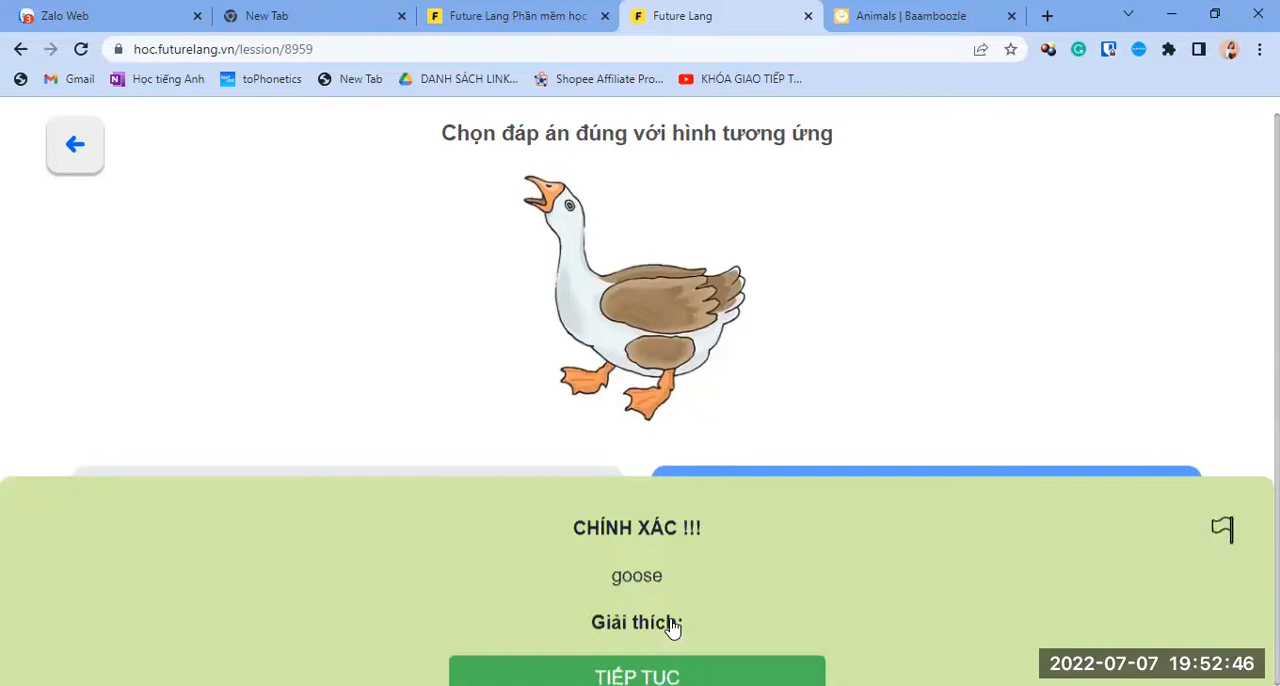 Zalo Web
New Tab
Future Lang Phần mềm học
Future Lang
Animals | Baamboozle
hoc.futurelang.vn/lession/8959
Gmail
Học tiếng Anh
toPhonetics
New Tab
DANH SÁCH LINK...
Shopee Affiliate Pro...
KHÓA GIAO TIẾP T...
Chọn đáp án đúng với hình tương ứng
CHÍNH XÁC !!!
goose
Giải thích:
TIẾP TỤC
2022-07-07 19:52:46